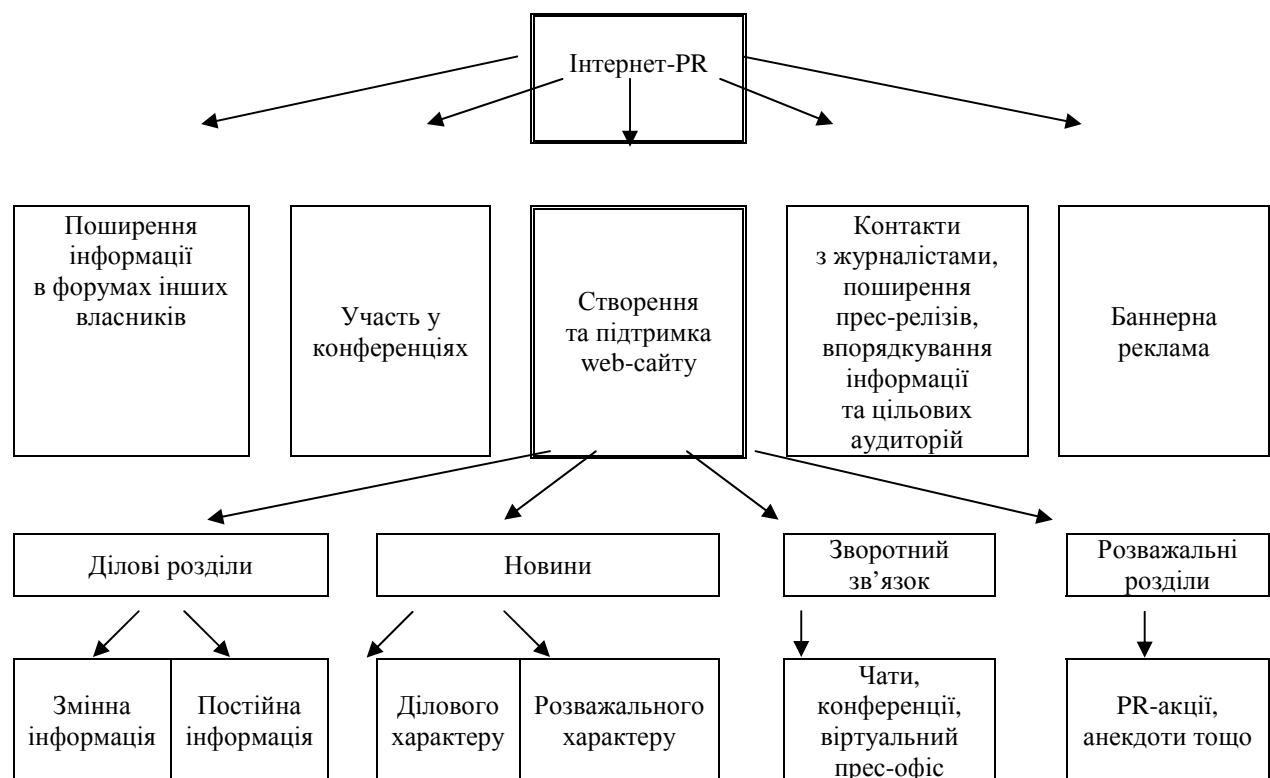 Інтернет-PR
Поширення
інформації
в форумах інших
власників
Участь у
конференціях
Створення
та підтримка
web-сайту
Контакти
з журналістами,
поширення
прес-релізів,
впорядкування
інформації
та цільових
аудиторій
Баннерна
реклама
Ділові розділи
Новини
Зворотний
зв’язок
Розважальні
розділи
Змінна
інформація
Постійна
інформація
Ділового
характеру
Розважального
характеру
Чати,
конференції,
віртуальний
прес-офіс
PR-акції,
анекдоти тощо